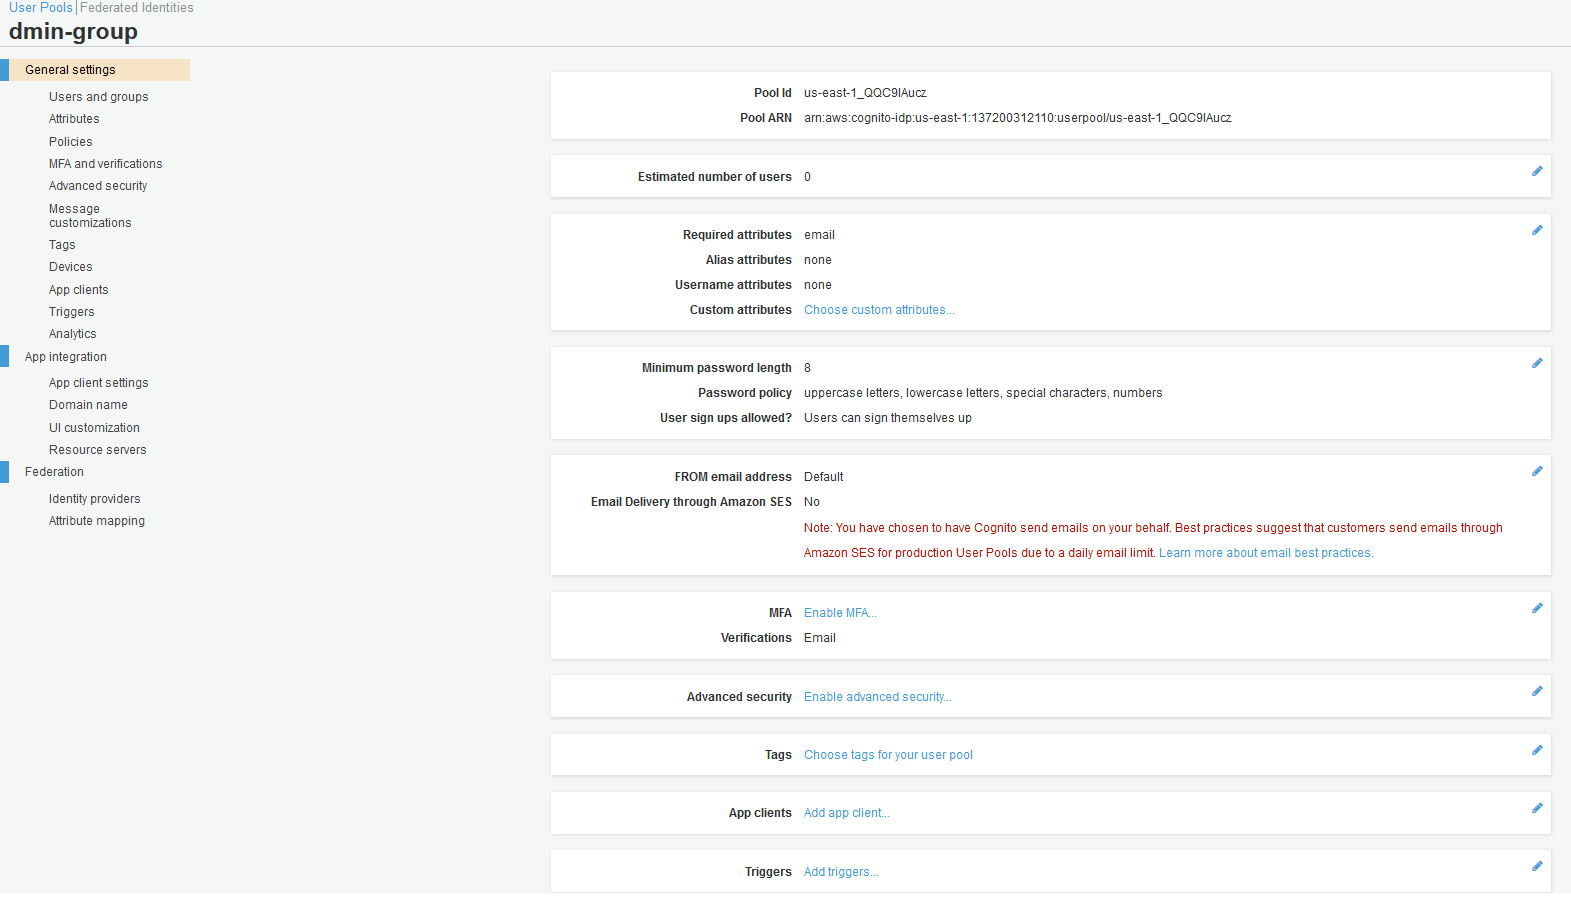 User Pools | Federated Identities
dmin-group
General settings
Users and groups
Attributes
Policies
MFA and verifications
Advanced security
Message
customizations
Tags
Devices
App clients
Triggers
Analytics
App integration
App client settings
Domain name
UI customization
Resource servers
Federation
Identity providers
Attribute mapping
Pool Id us-east-1_QQC9IAucz
Pool ARN arn:aws:cognito-idp:us-east-1:137200312110:userpool/us-east-1_QQC9IAucz
Estimated number of users 0
Required attributes email
Alias attributes none
Username attributes none
Custom attributes Choose custom attributes...
Minimum password length 8
Password policy uppercase letters, lowercase letters, special characters, numbers
User sign ups allowed? Users can sign themselves up
FROM email address Default
Email Delivery through Amazon SES No
Note: You have chosen to have Cognito send emails on your behalf. Best practices suggest that customers send emails through
Amazon SES for production User Pools due to a daily email limit. Learn more about email best practices.
MFA Enable MFA...
Verifications Email
Advanced security Enable advanced security...
Tags Choose tags for your user pool
App clients Add app client...
Triggers Add triggers...